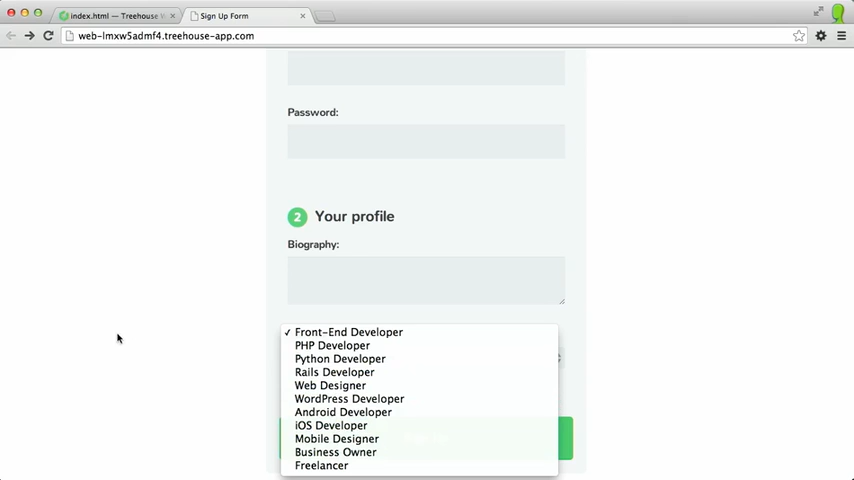 index.html — Treehouse W
Sign Up Form
web-lmxw5admf4.treehouse-app.com
Password:
2 Your profile
Biography:
✓ Front-End Developer
PHP Developer
Python Developer
Rails Developer
Web Designer
WordPress Developer
Android Developer
iOS Developer
Mobile Designer
Business Owner
Freelancer